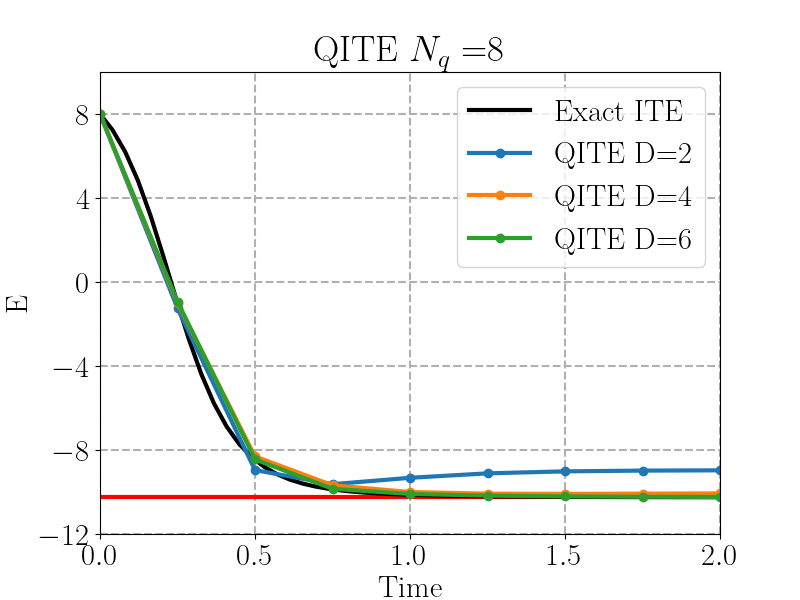 QITE N_q =8
Exact ITE
QITE D=2
QITE D=4
QITE D=6
E
8
4
0
−4
−8
−12
0.0 0.5 1.0 1.5 2.0
Time